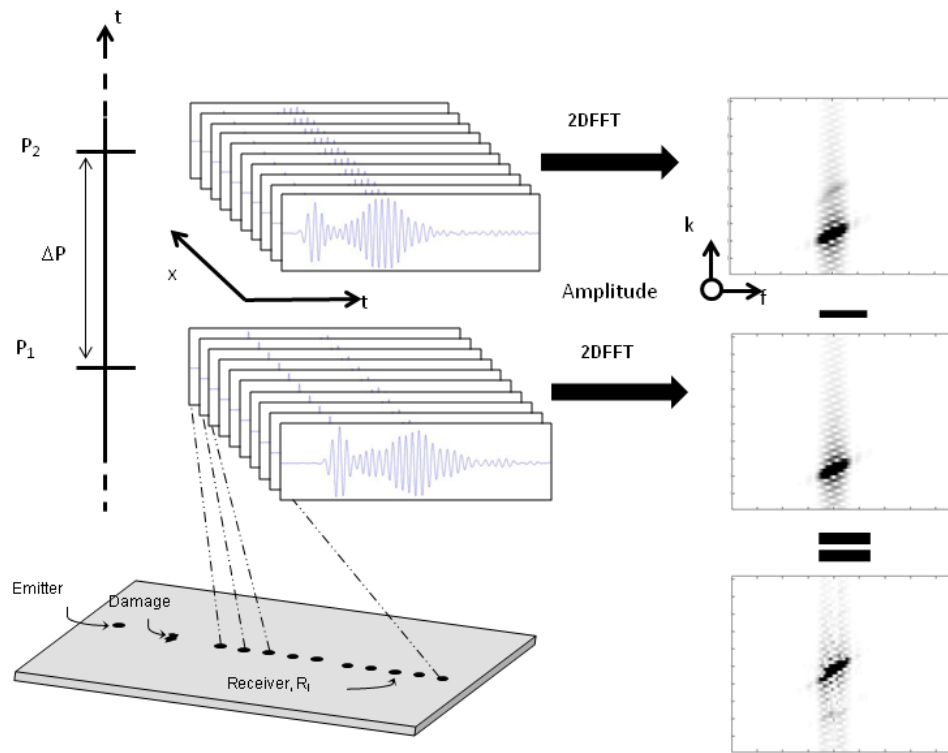 t
P2
ΔP
P1
x
t
2DFFT
Amplitude
2DFFT
k
f
Emitter
Damage
Receiver, Ri